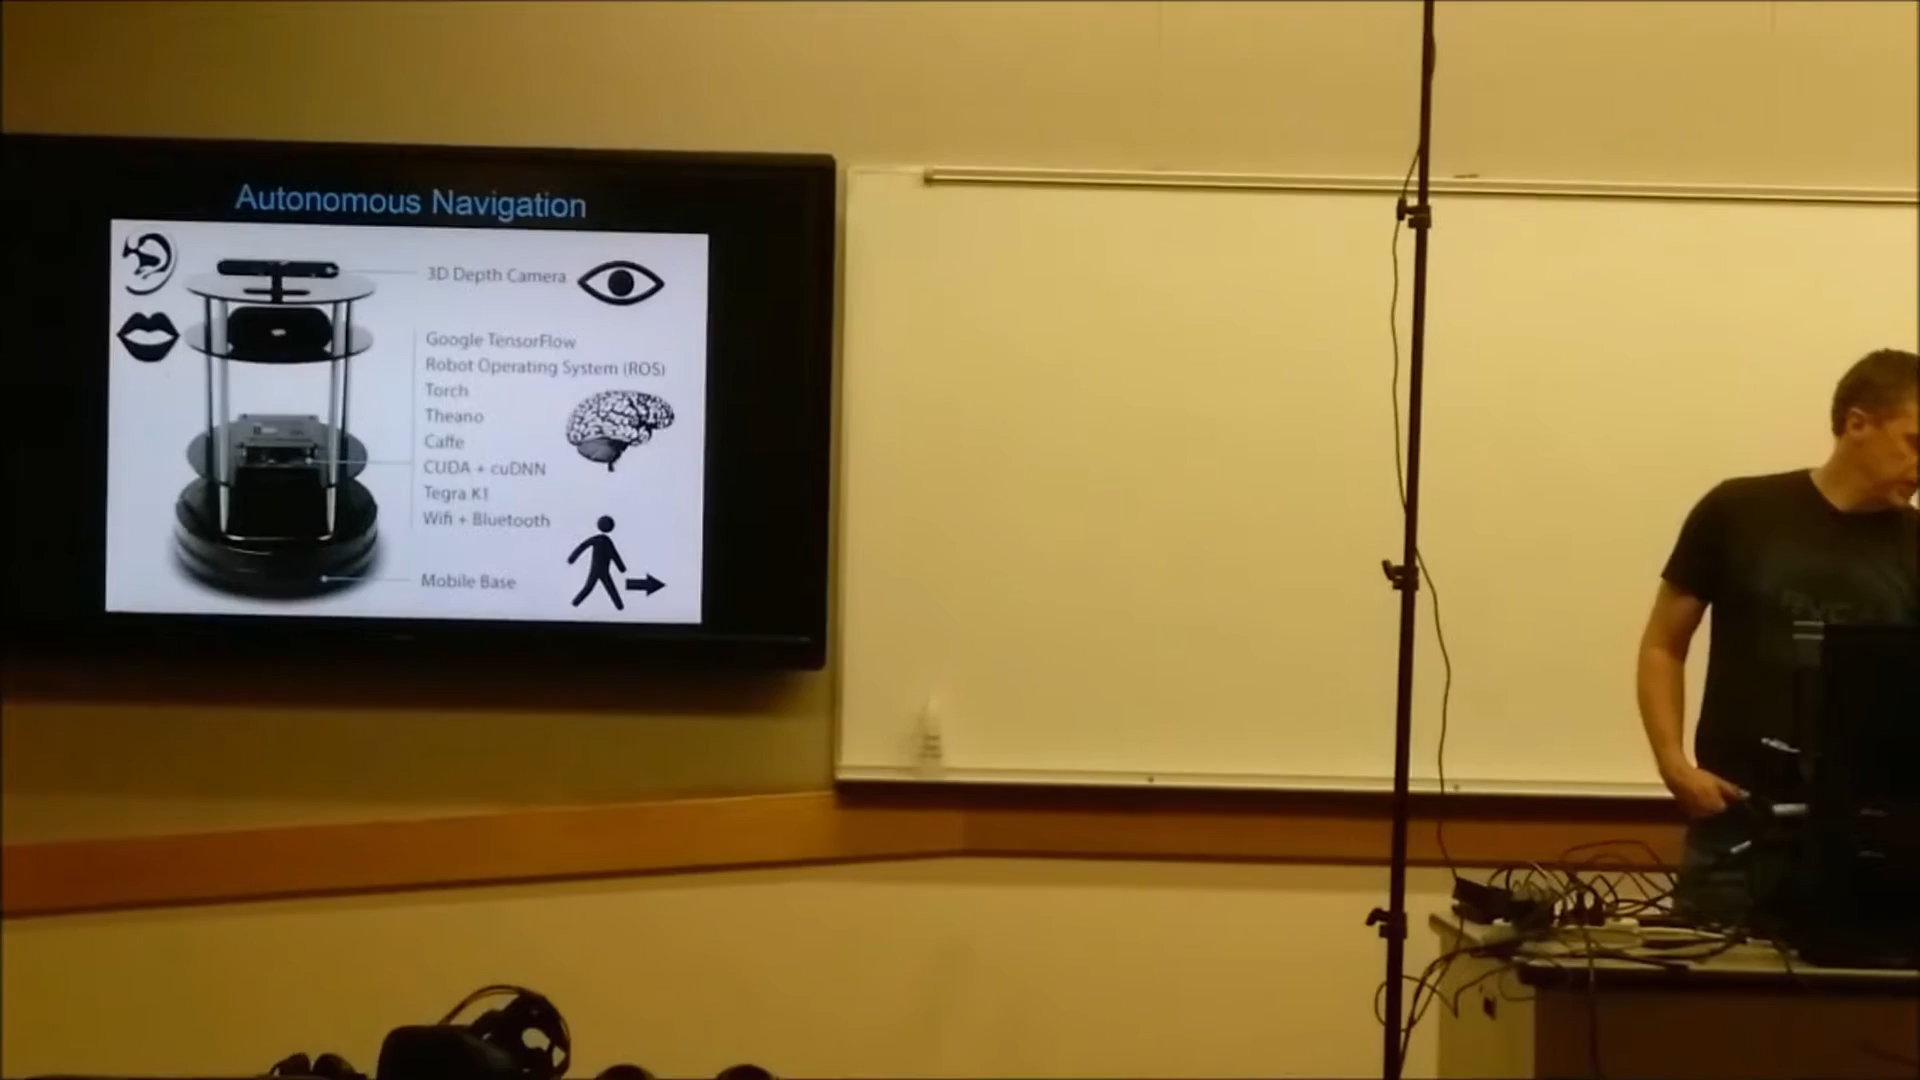 Autonomous Navigation
3D Depth Camera
Google TensorFlow
Robot Operating System (ROS)
Torch
Theano
Caffe
CUDA + cuDNN
Tegra K1
Wifi + Bluetooth
Mobile Base